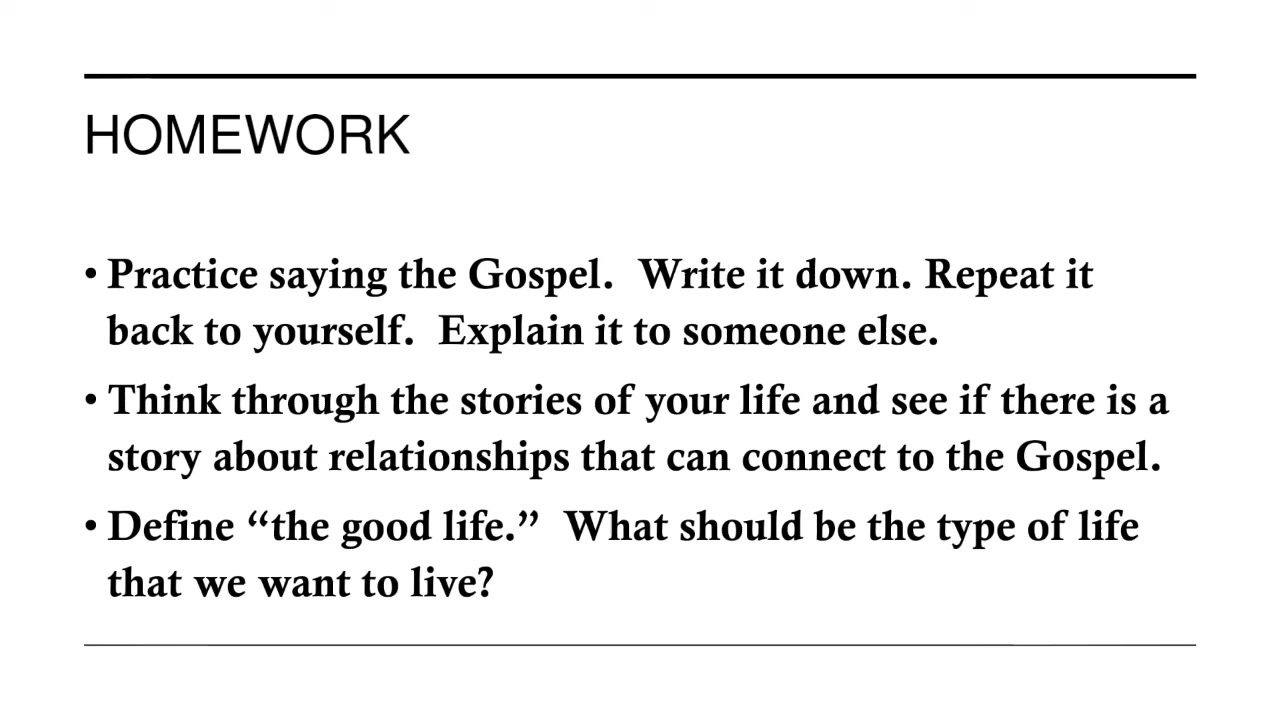 HOMEWORK
• Practice saying the Gospel.  Write it down. Repeat it
back to yourself.  Explain it to someone else.
• Think through the stories of your life and see if there is a
story about relationships that can connect to the Gospel.
• Define “the good life.”  What should be the type of life
that we want to live?